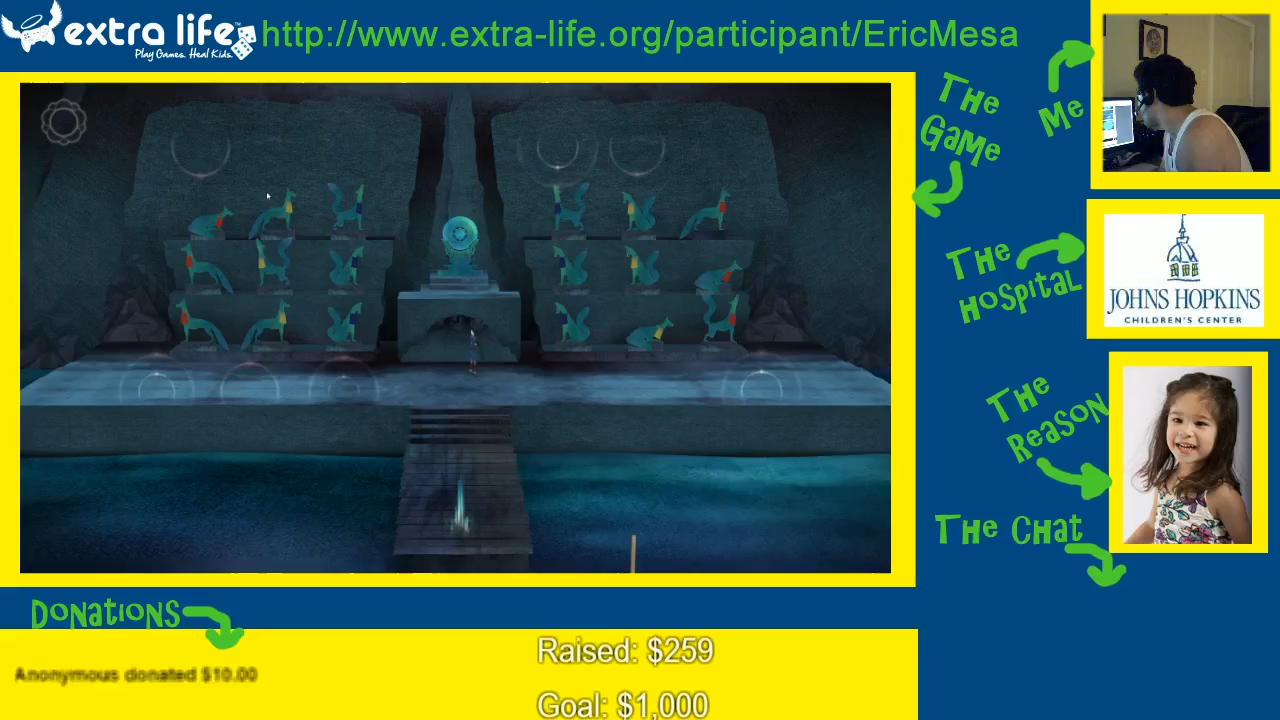 extra life
Play Games. Heal Kids.
http://www.extra-life.org/participant/EricMesa
The Game
Me
The Hospital
JOHNS HOPKINS
CHILDREN'S CENTER
The Reason
The Chat
Donations
Anonymous donated $10.00
Raised: $259
Goal: $1,000